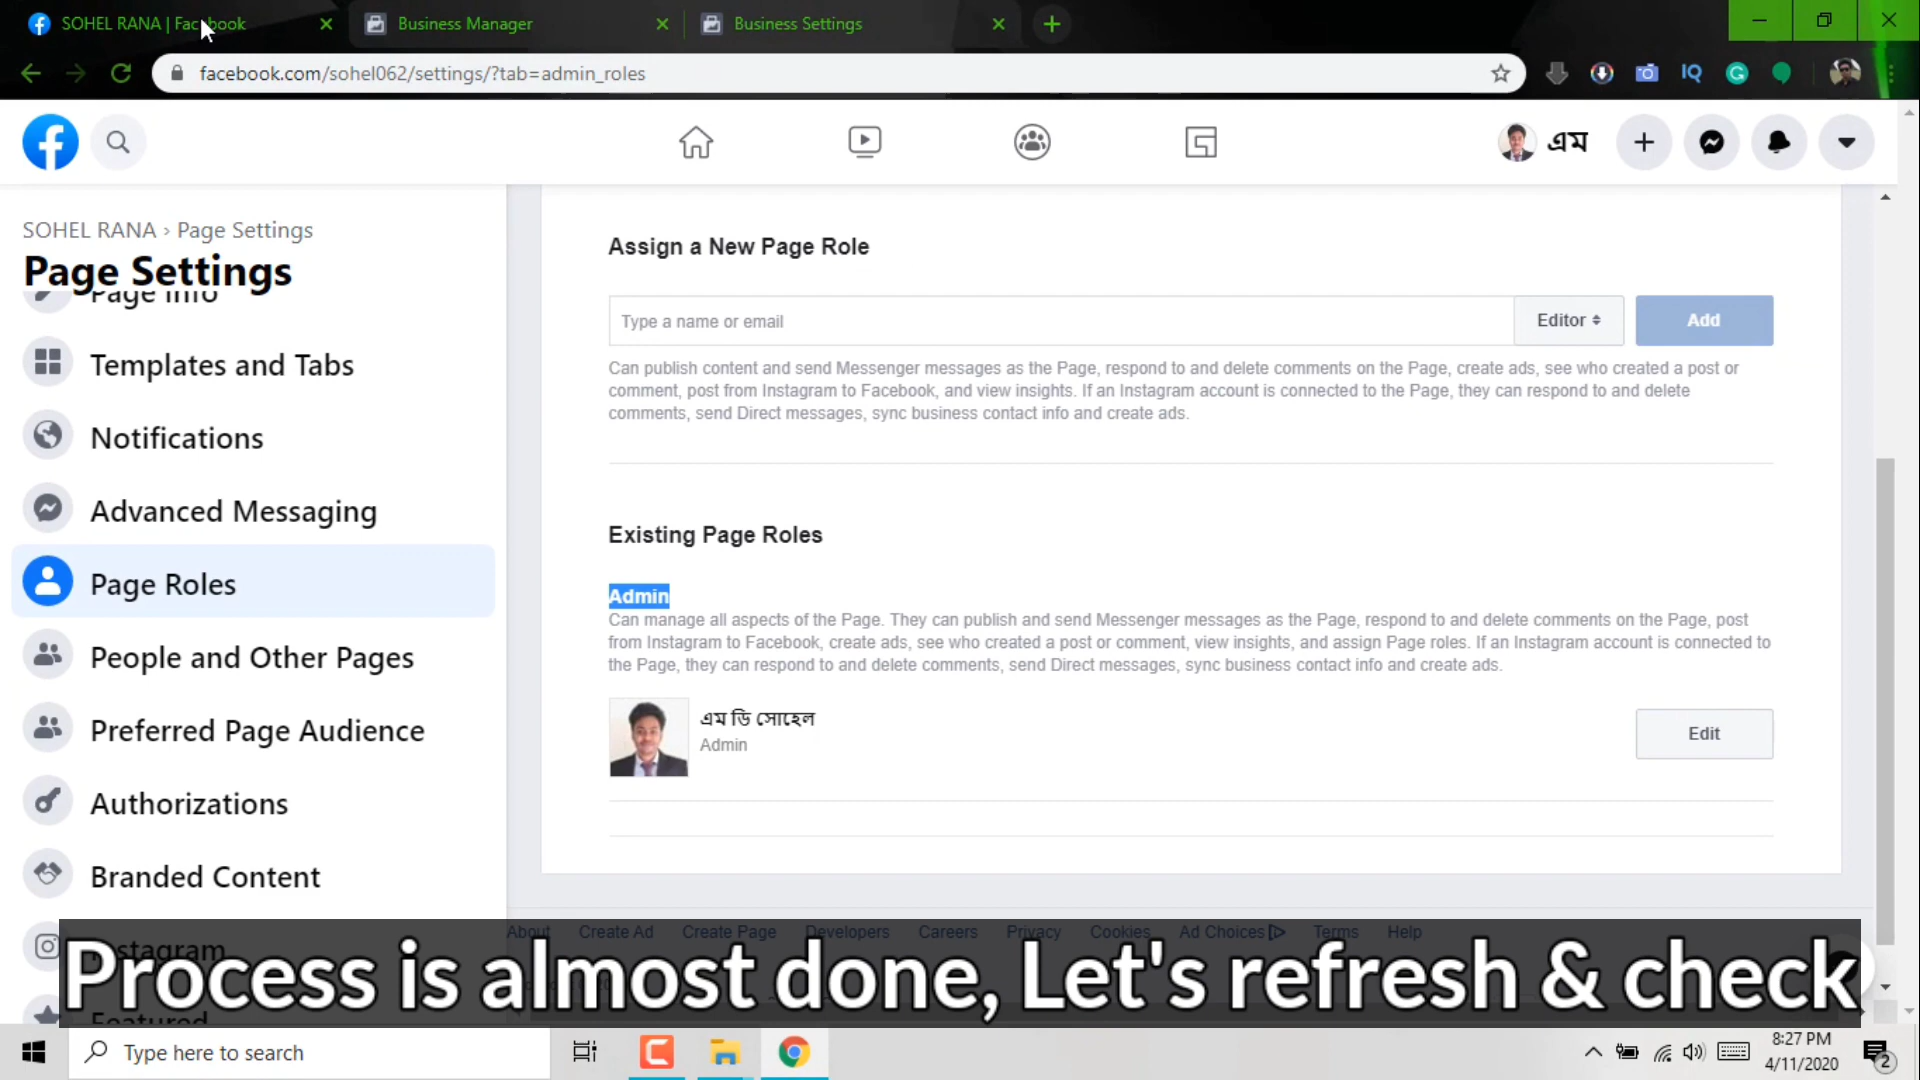 SOHEL RANA | Facebook
Business Manager
Business Settings
facebook.com/sohel062/settings/?tab=admin_roles
IQ
এম
SOHEL RANA › Page Settings
Page Settings
Page Info
Templates and Tabs
Notifications
Advanced Messaging
Page Roles
People and Other Pages
Preferred Page Audience
Authorizations
Branded Content
Instagram
Featured
Assign a New Page Role
Type a name or email
Editor
Add
Can publish content and send Messenger messages as the Page, respond to and delete comments on the Page, create ads, see who created a post or
comment, post from Instagram to Facebook, and view insights. If an Instagram account is connected to the Page, they can respond to and delete
comments, send Direct messages, sync business contact info and create ads.
Existing Page Roles
Admin
Can manage all aspects of the Page. They can publish and send Messenger messages as the Page, respond to and delete comments on the Page, post
from Instagram to Facebook, create ads, see who created a post or comment, view insights, and assign Page roles. If an Instagram account is connected to
the Page, they can respond to and delete comments, send Direct messages, sync business contact info and create ads.
এম ডি সোহেল
Admin
Edit
About Create Ad Create Page Developers Careers Privacy Cookies Ad Choices Terms Help
Process is almost done, Let's refresh & check
Type here to search
8:27 PM
4/11/2020
2